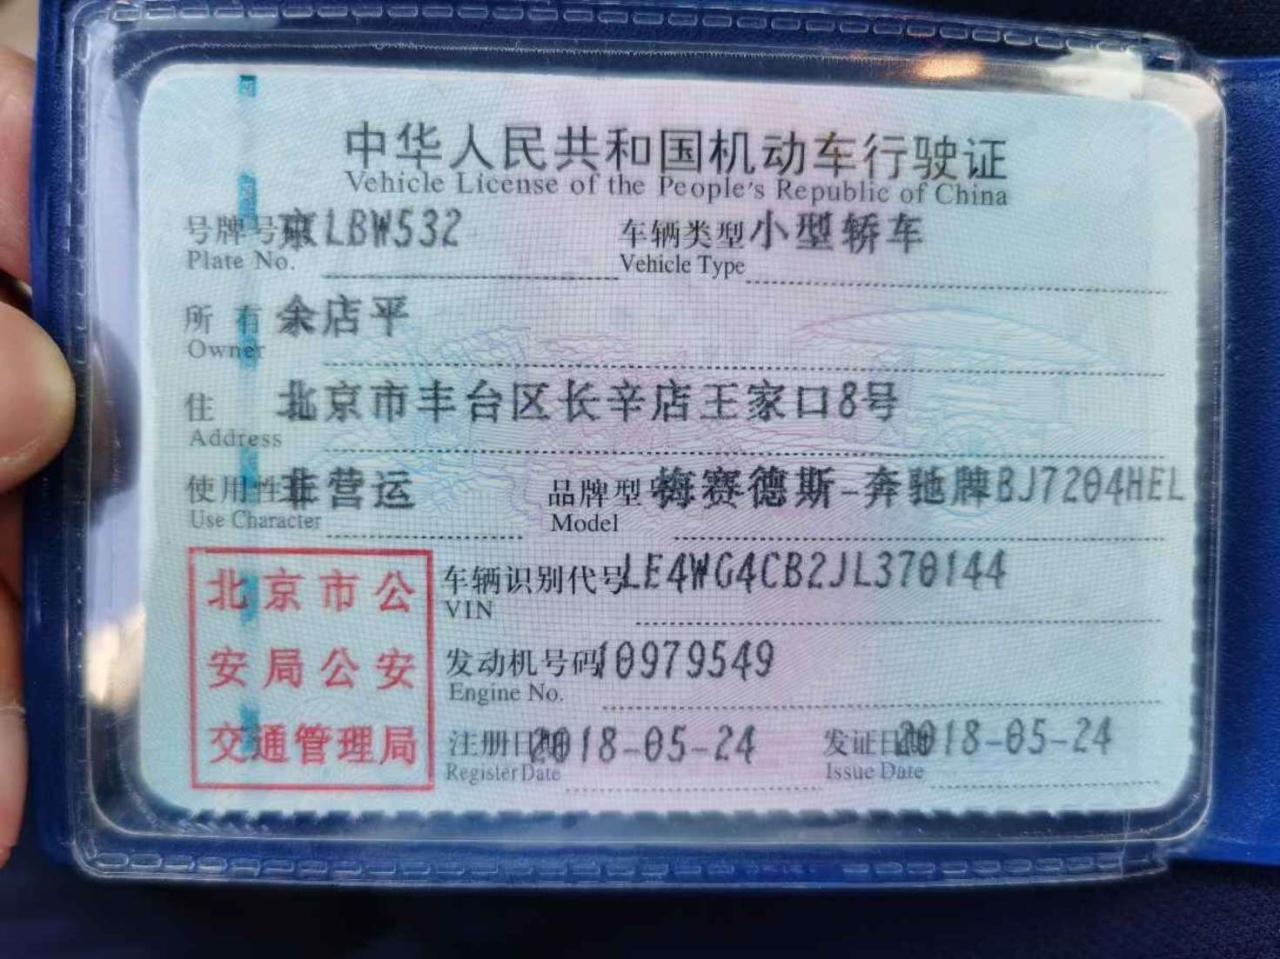 中华人民共和国机动车行驶证
Vehicle License of the People's Republic of China
号牌号 京LBW532 车辆类型 小型轿车
Plate No. Vehicle Type
所有 余店平
Owner
住 北京市丰台区长辛店王家口8号
Address
使用性 非营运 品牌型号 梅赛德斯-奔驰牌BJ7204HEL
Use Character Model
北京市公
安局公安
交通管理局
车辆识别代号 LE4WG4CB2JL370144
VIN
发动机号码 10979549
Engine No.
注册日期 2018-05-24 发证日期 2018-05-24
Register Date Issue Date